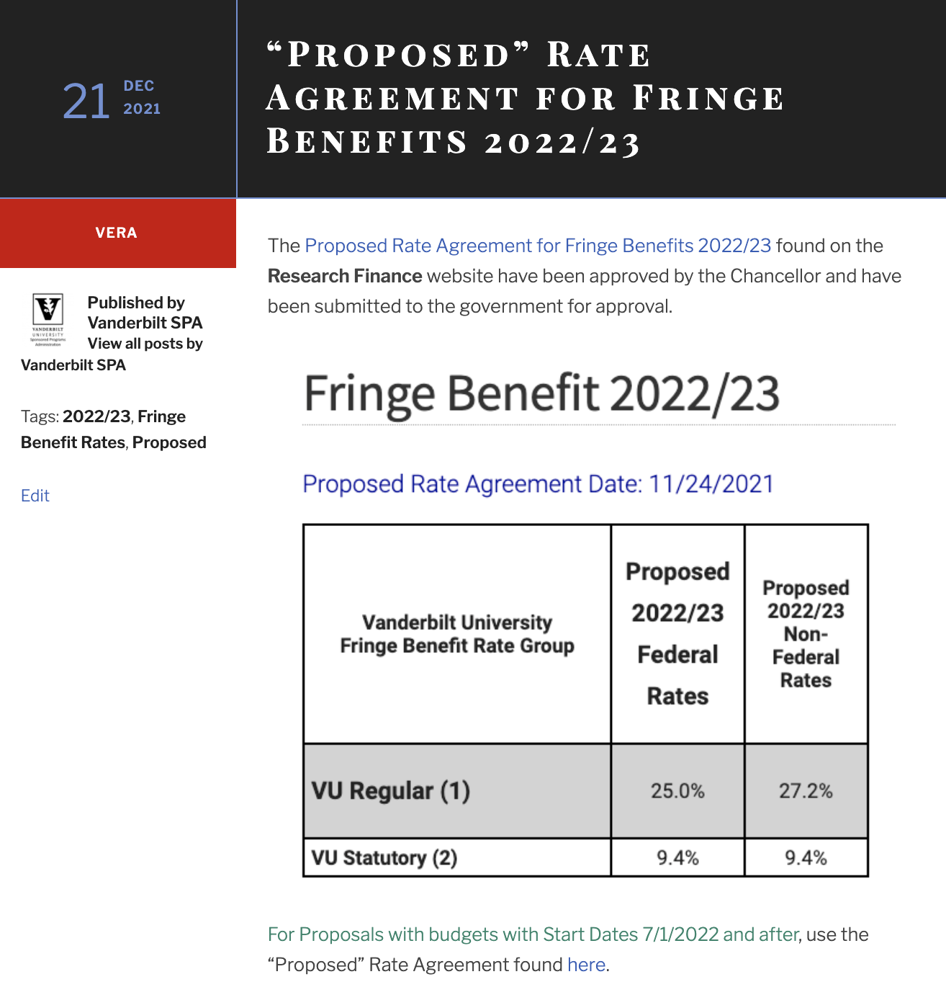 21 DEC
2021
“Proposed” Rate
Agreement for Fringe
Benefits 2022/23
VERA
VANDERBILT
UNIVERSITY
Sponsored Programs
Administration
Published by
Vanderbilt SPA
View all posts by
Vanderbilt SPA
Tags: 2022/23, Fringe
Benefit Rates, Proposed
Edit
The Proposed Rate Agreement for Fringe Benefits 2022/23 found on the
Research Finance website have been approved by the Chancellor and have
been submitted to the government for approval.
Fringe Benefit 2022/23
Proposed Rate Agreement Date: 11/24/2021
Vanderbilt University
Fringe Benefit Rate Group
Proposed
2022/23
Federal
Rates
Proposed
2022/23
Non-
Federal
Rates
VU Regular (1) 25.0% 27.2%
VU Statutory (2) 9.4% 9.4%
For Proposals with budgets with Start Dates 7/1/2022 and after, use the
“Proposed” Rate Agreement found here.